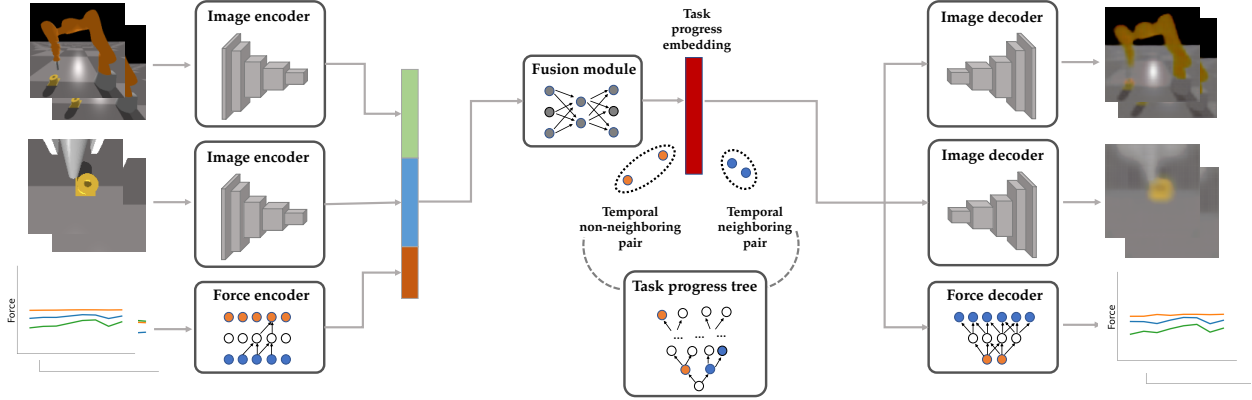 Image encoder
Image encoder
Force
Force encoder
Fusion module
Task
progress
embedding
Temporal
non-neighboring
pair
Temporal
neighboring
pair
Task progress tree
...
...
...
...
Image decoder
Image decoder
Force decoder
Force